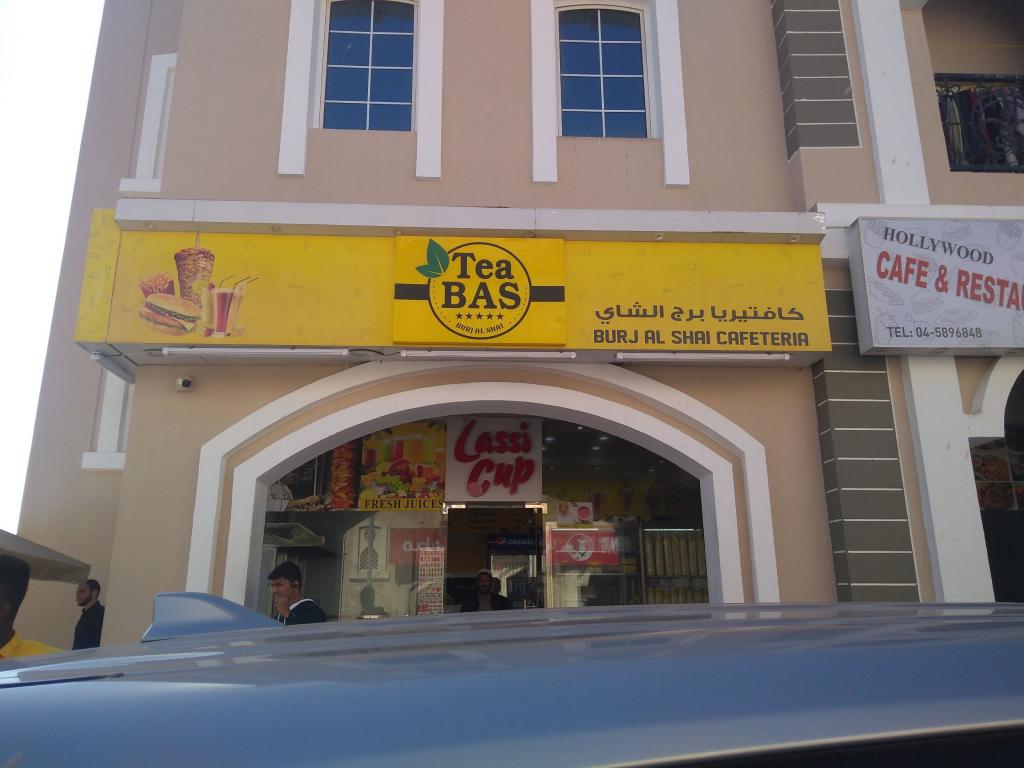 Tea
BAS
BURJ AL SHAI
كافتيريا برج الشاي
BURJ AL SHAI CAFETERIA
HOLLYWOOD
CAFE & RESTA
TEL: 04-5896848
Lassi
Cup
FRESH JUICES
pepsi